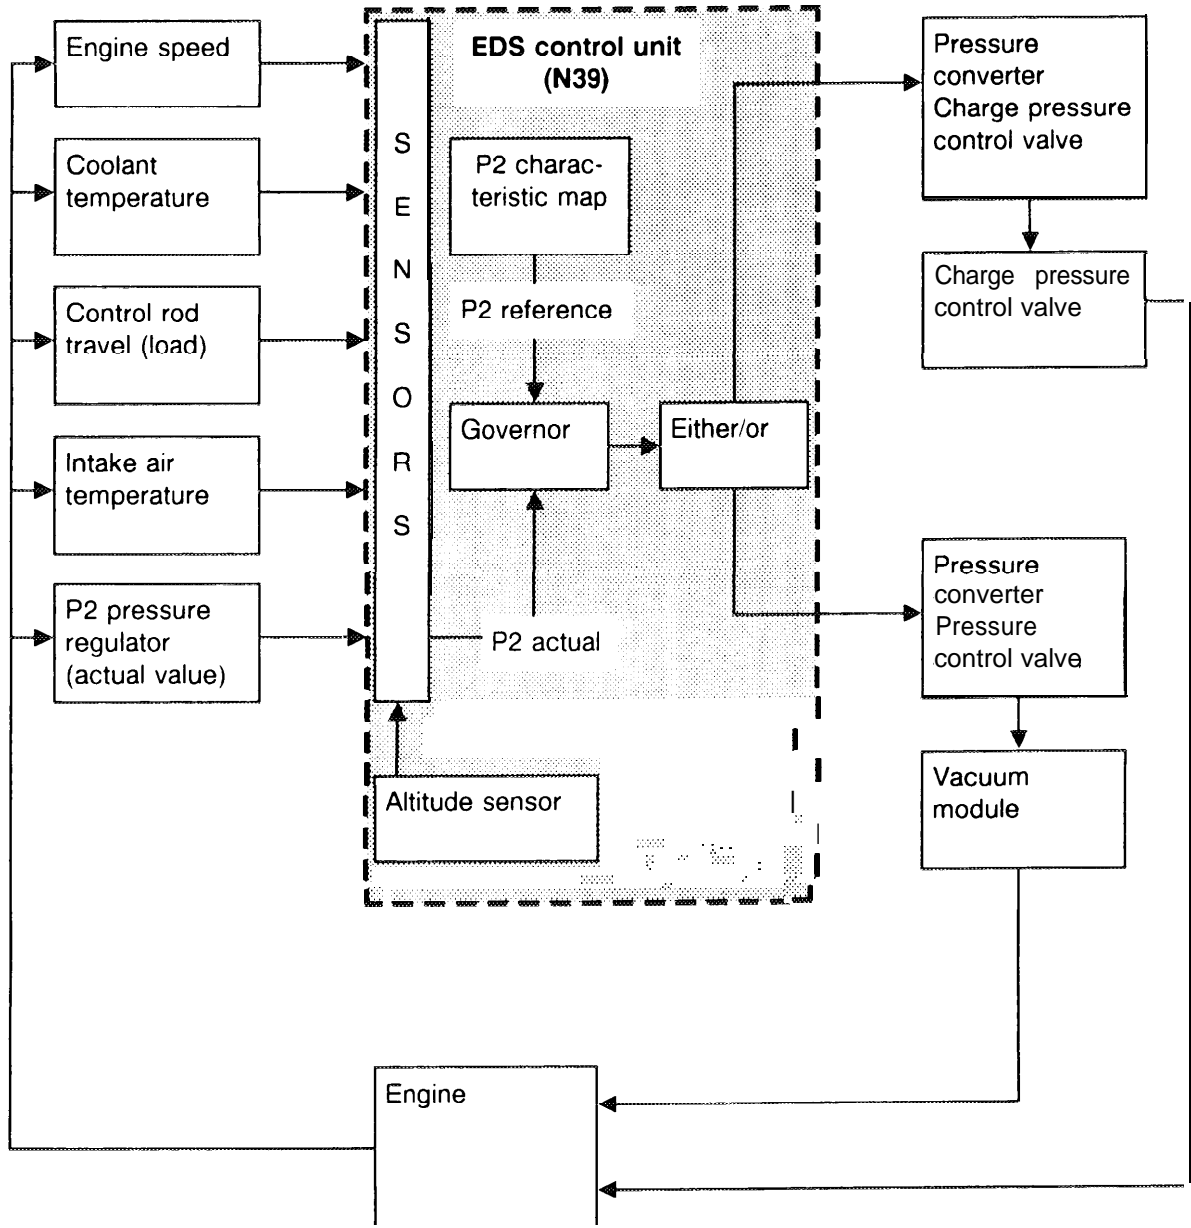 Engine speed
Coolant
temperature
Control rod
travel (load)
Intake air
temperature
P2 pressure
regulator
(actual value)
S
E
N
S
O
R
S
EDS control unit
(N39)
P2 charac-
teristic map
P2 reference
Governor
Either/or
P2 actual
Altitude sensor
Pressure
converter
Charge pressure
control valve
Charge pressure
control valve
Pressure
converter
Pressure
control valve
Vacuum
module
Engine